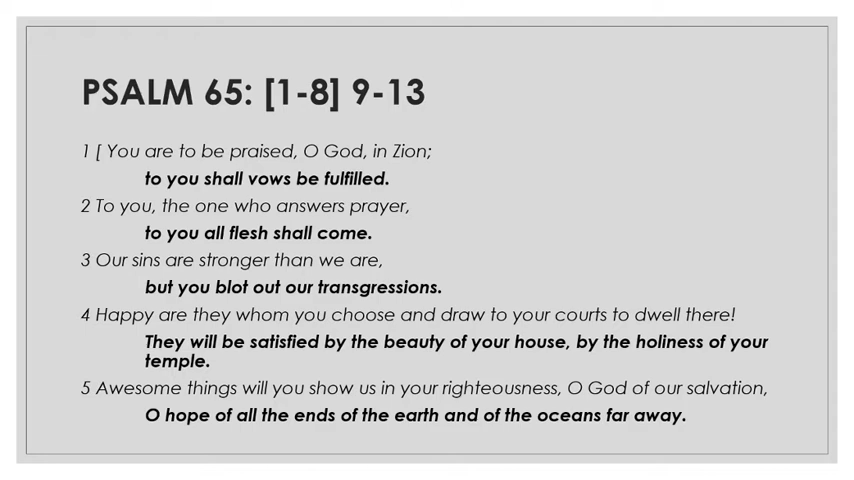 PSALM 65: [1-8] 9-13
1 [ You are to be praised, O God, in Zion;
to you shall vows be fulfilled.
2 To you, the one who answers prayer,
to you all flesh shall come.
3 Our sins are stronger than we are,
but you blot out our transgressions.
4 Happy are they whom you choose and draw to your courts to dwell there!
They will be satisfied by the beauty of your house, by the holiness of your
temple.
5 Awesome things will you show us in your righteousness, O God of our salvation,
O hope of all the ends of the earth and of the oceans far away.